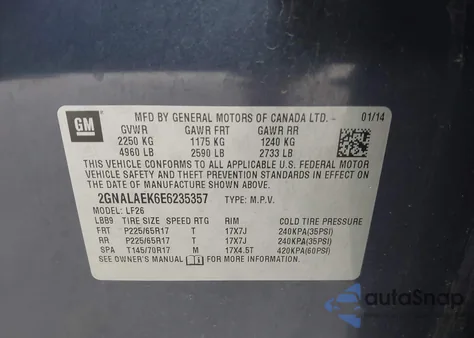 GM
MFD BY GENERAL MOTORS OF CANADA LTD. - 01/14
GVWR GAWR FRT GAWR RR
2250 KG 1175 KG 1240 KG
4960 LB 2590 LB 2733 LB
THIS VEHICLE CONFORMS TO ALL APPLICABLE U.S. FEDERAL MOTOR
VEHICLE SAFETY AND THEFT PREVENTION STANDARDS IN
EFFECT ON THE DATE OF MANUFACTURE SHOWN ABOVE.
2GNALAEK6E6235357 TYPE: M.P.V.
MODEL: LF26
LBB9 TIRE SIZE SPEED RTG RIM COLD TIRE PRESSURE
FRT P225/65R17 T 17X7J 240KPA(35PSI)
RR P225/65R17 T 17X7J 240KPA(35PSI)
SPA T145/70R17 M 17X4.5T 420KPA(60PSI)
SEE OWNER'S MANUAL FOR MORE INFORMATION.
autoSnap